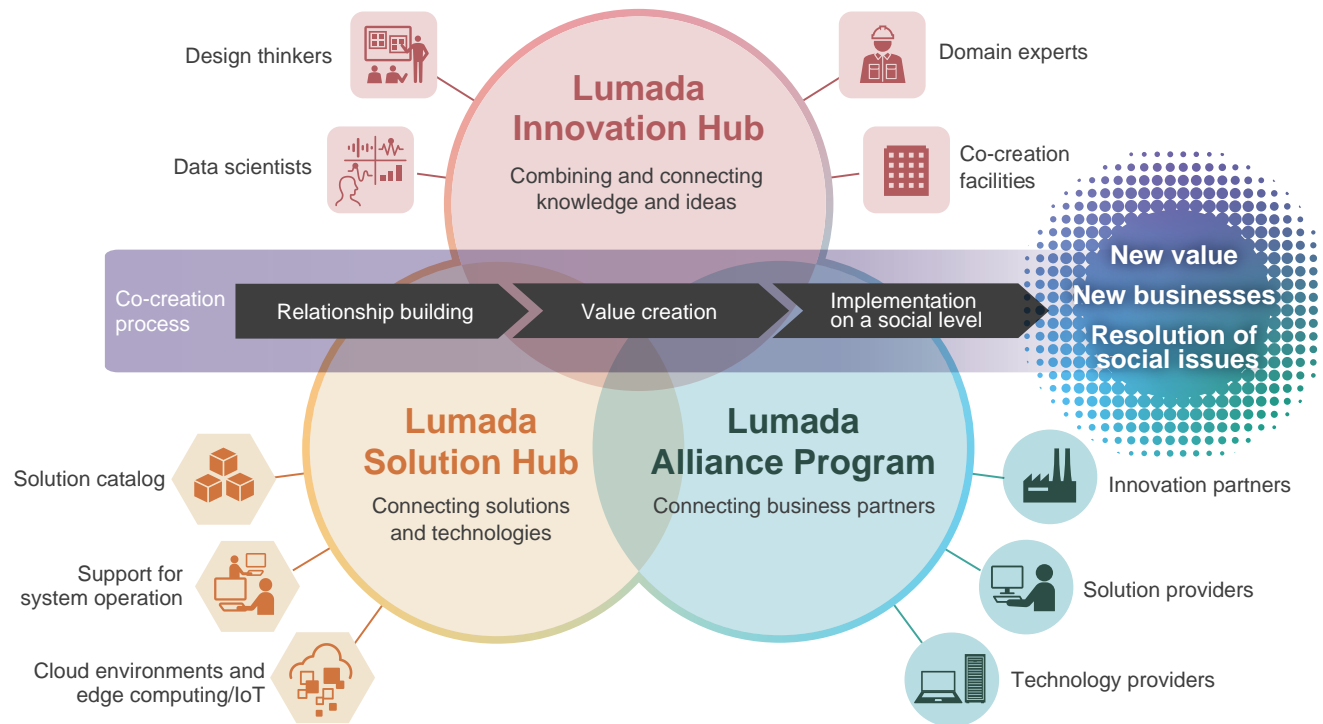 Design thinkers
Domain experts
Lumada
Innovation Hub
Data scientists
Combining and connecting
knowledge and ideas
Co-creation
facilities
Co-creation
process
Relationship building
Value creation
Implementation
on a social level
New value
New businesses
Resolution of
social issues
Lumada
Solution Hub
Connecting solutions
and technologies
Lumada
Alliance Program
Connecting business partners
Solution catalog
Support for
system operation
Cloud environments and
edge computing/IoT
Innovation partners
Solution providers
Technology providers